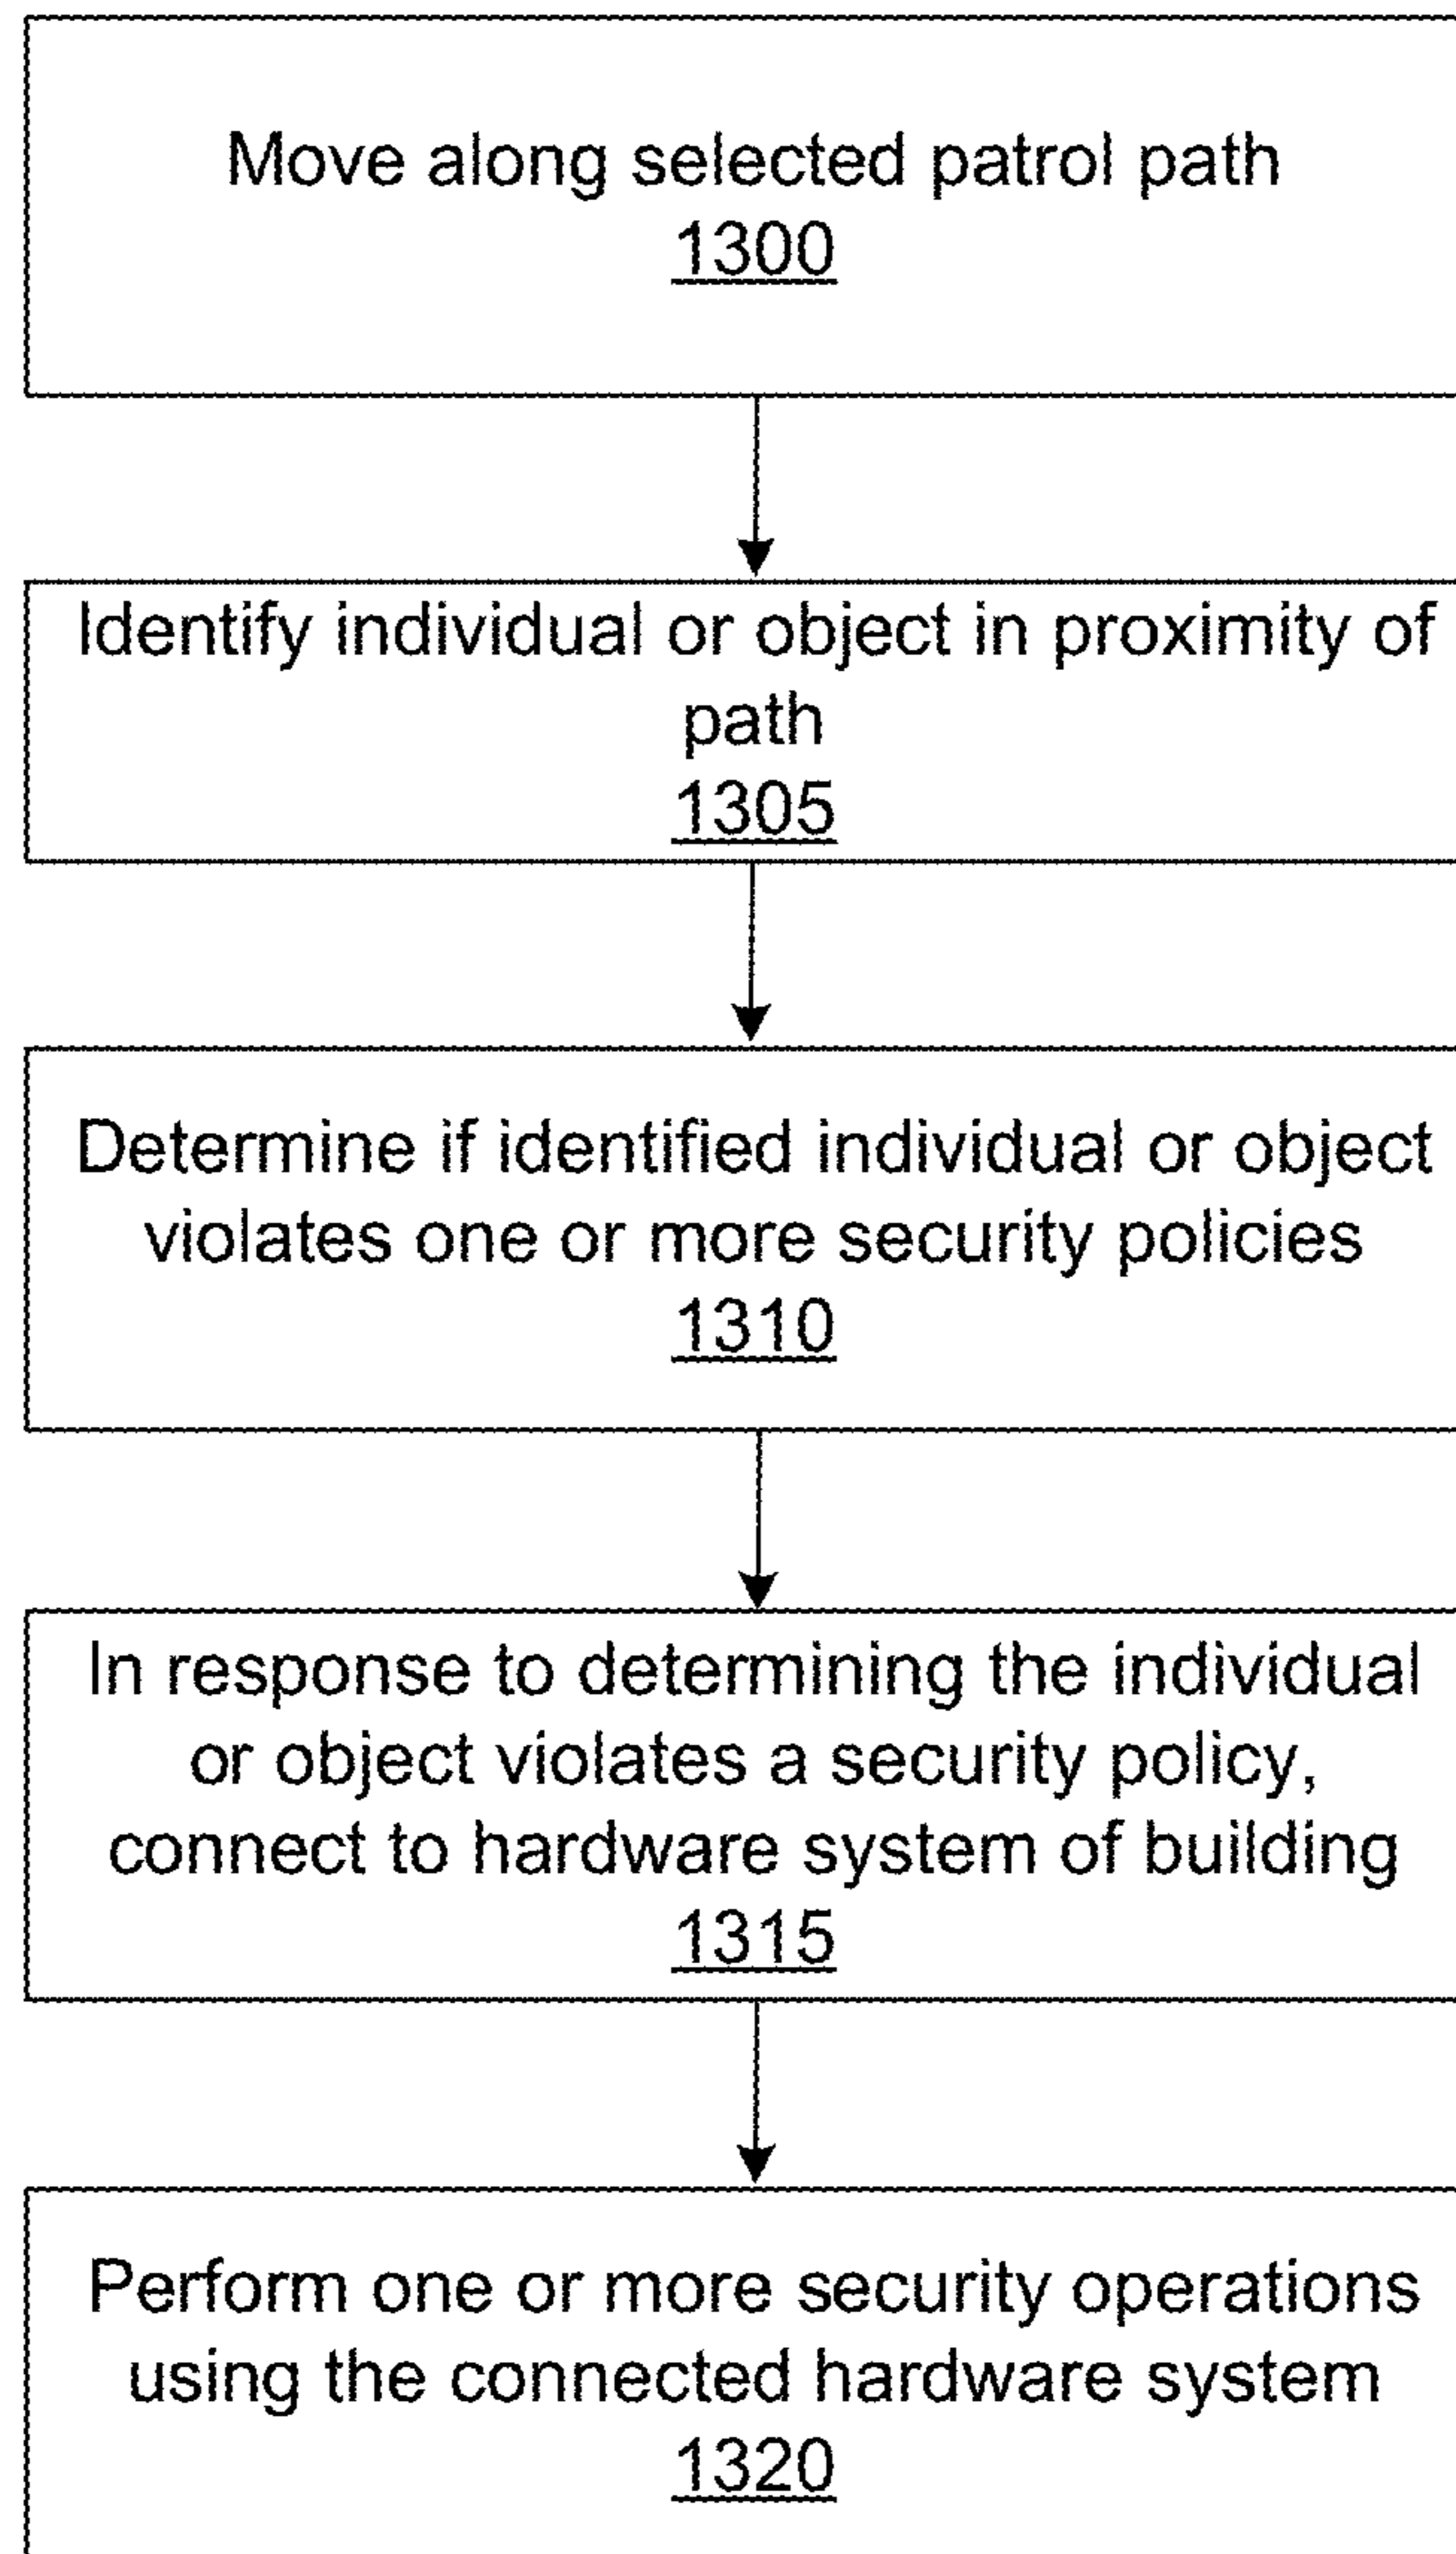 Move along selected patrol path
1300
Identify individual or object in proximity of
path
1305
Determine if identified individual or object
violates one or more security policies
1310
In response to determining the individual
or object violates a security policy,
connect to hardware system of building
1315
Perform one or more security operations
using the connected hardware system
1320